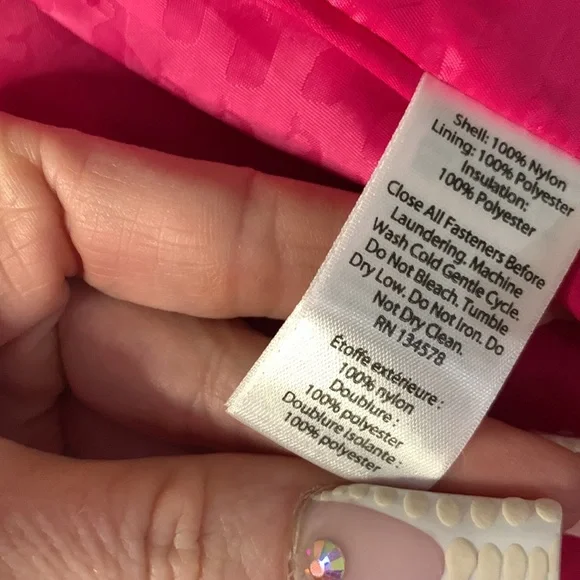 Shell: 100% Nylon
Lining: 100% Polyester
Insulation:
100% Polyester
Close All Fasteners Before
Laundering. Machine
Wash Cold Gentle Cycle.
Do Not Bleach. Tumble
Dry Low. Do Not Iron. Do
Not Dry Clean.
RN 134578
Étoffe extérieure :
100% nylon
Doublure :
100% polyester
Doublure Isolante :
100% polyester